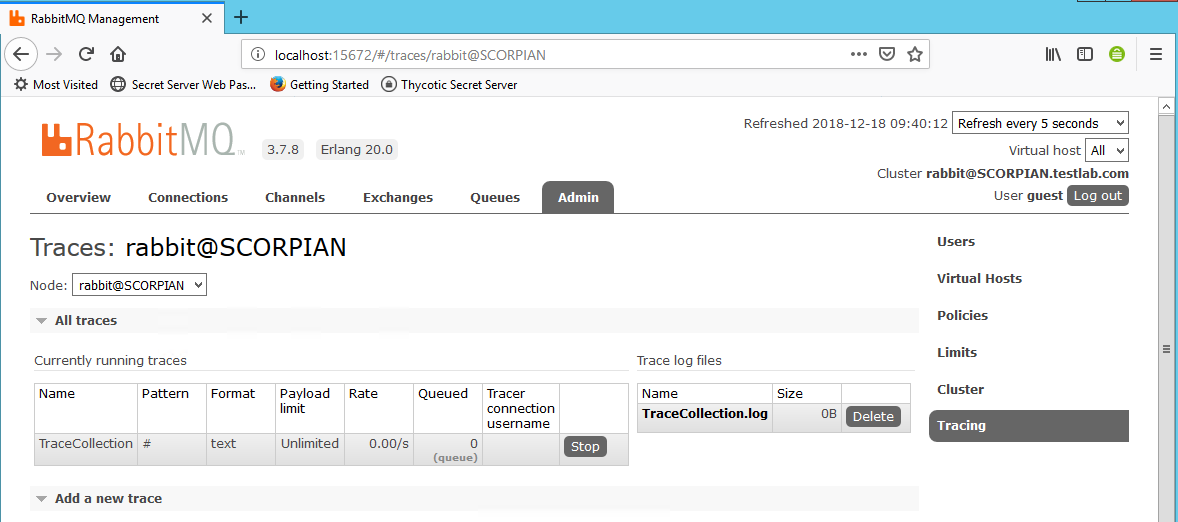 RabbitMQ Management
localhost:15672/#/traces/rabbit@SCORPIAN
Most Visited Secret Server Web Pas... Getting Started Thycotic Secret Server
RabbitMQ™ 3.7.8 Erlang 20.0
Refreshed 2018-12-18 09:40:12 Refresh every 5 seconds
Virtual host All
Cluster rabbit@SCORPIAN.testlab.com
User guest Log out
Overview Connections Channels Exchanges Queues Admin
Traces: rabbit@SCORPIAN
Node: rabbit@SCORPIAN
All traces
Currently running traces
Name Pattern Format Payload limit Rate Queued Tracer connection username
TraceCollection # text Unlimited 0.00/s 0 (queue) Stop
Trace log files
Name Size
TraceCollection.log 0B Delete
Add a new trace
Users
Virtual Hosts
Policies
Limits
Cluster
Tracing